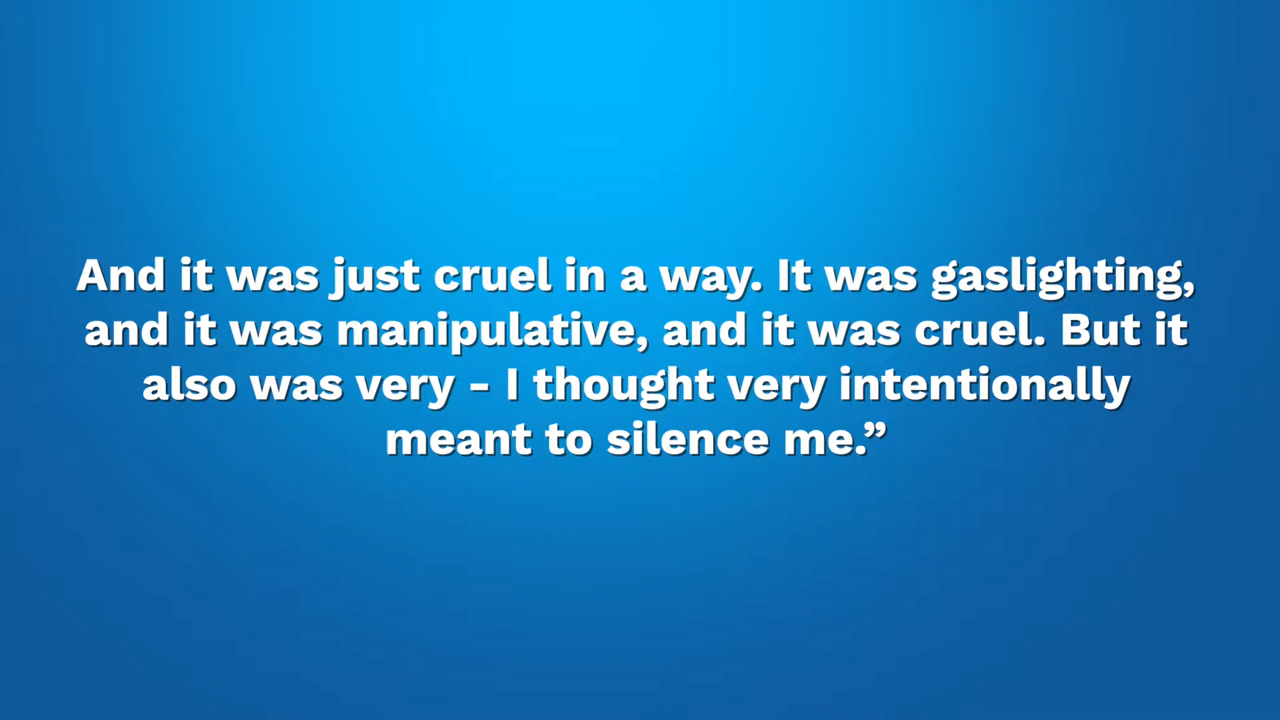 And it was just cruel in a way. It was gaslighting,
and it was manipulative, and it was cruel. But it
also was very - I thought very intentionally
meant to silence me.”